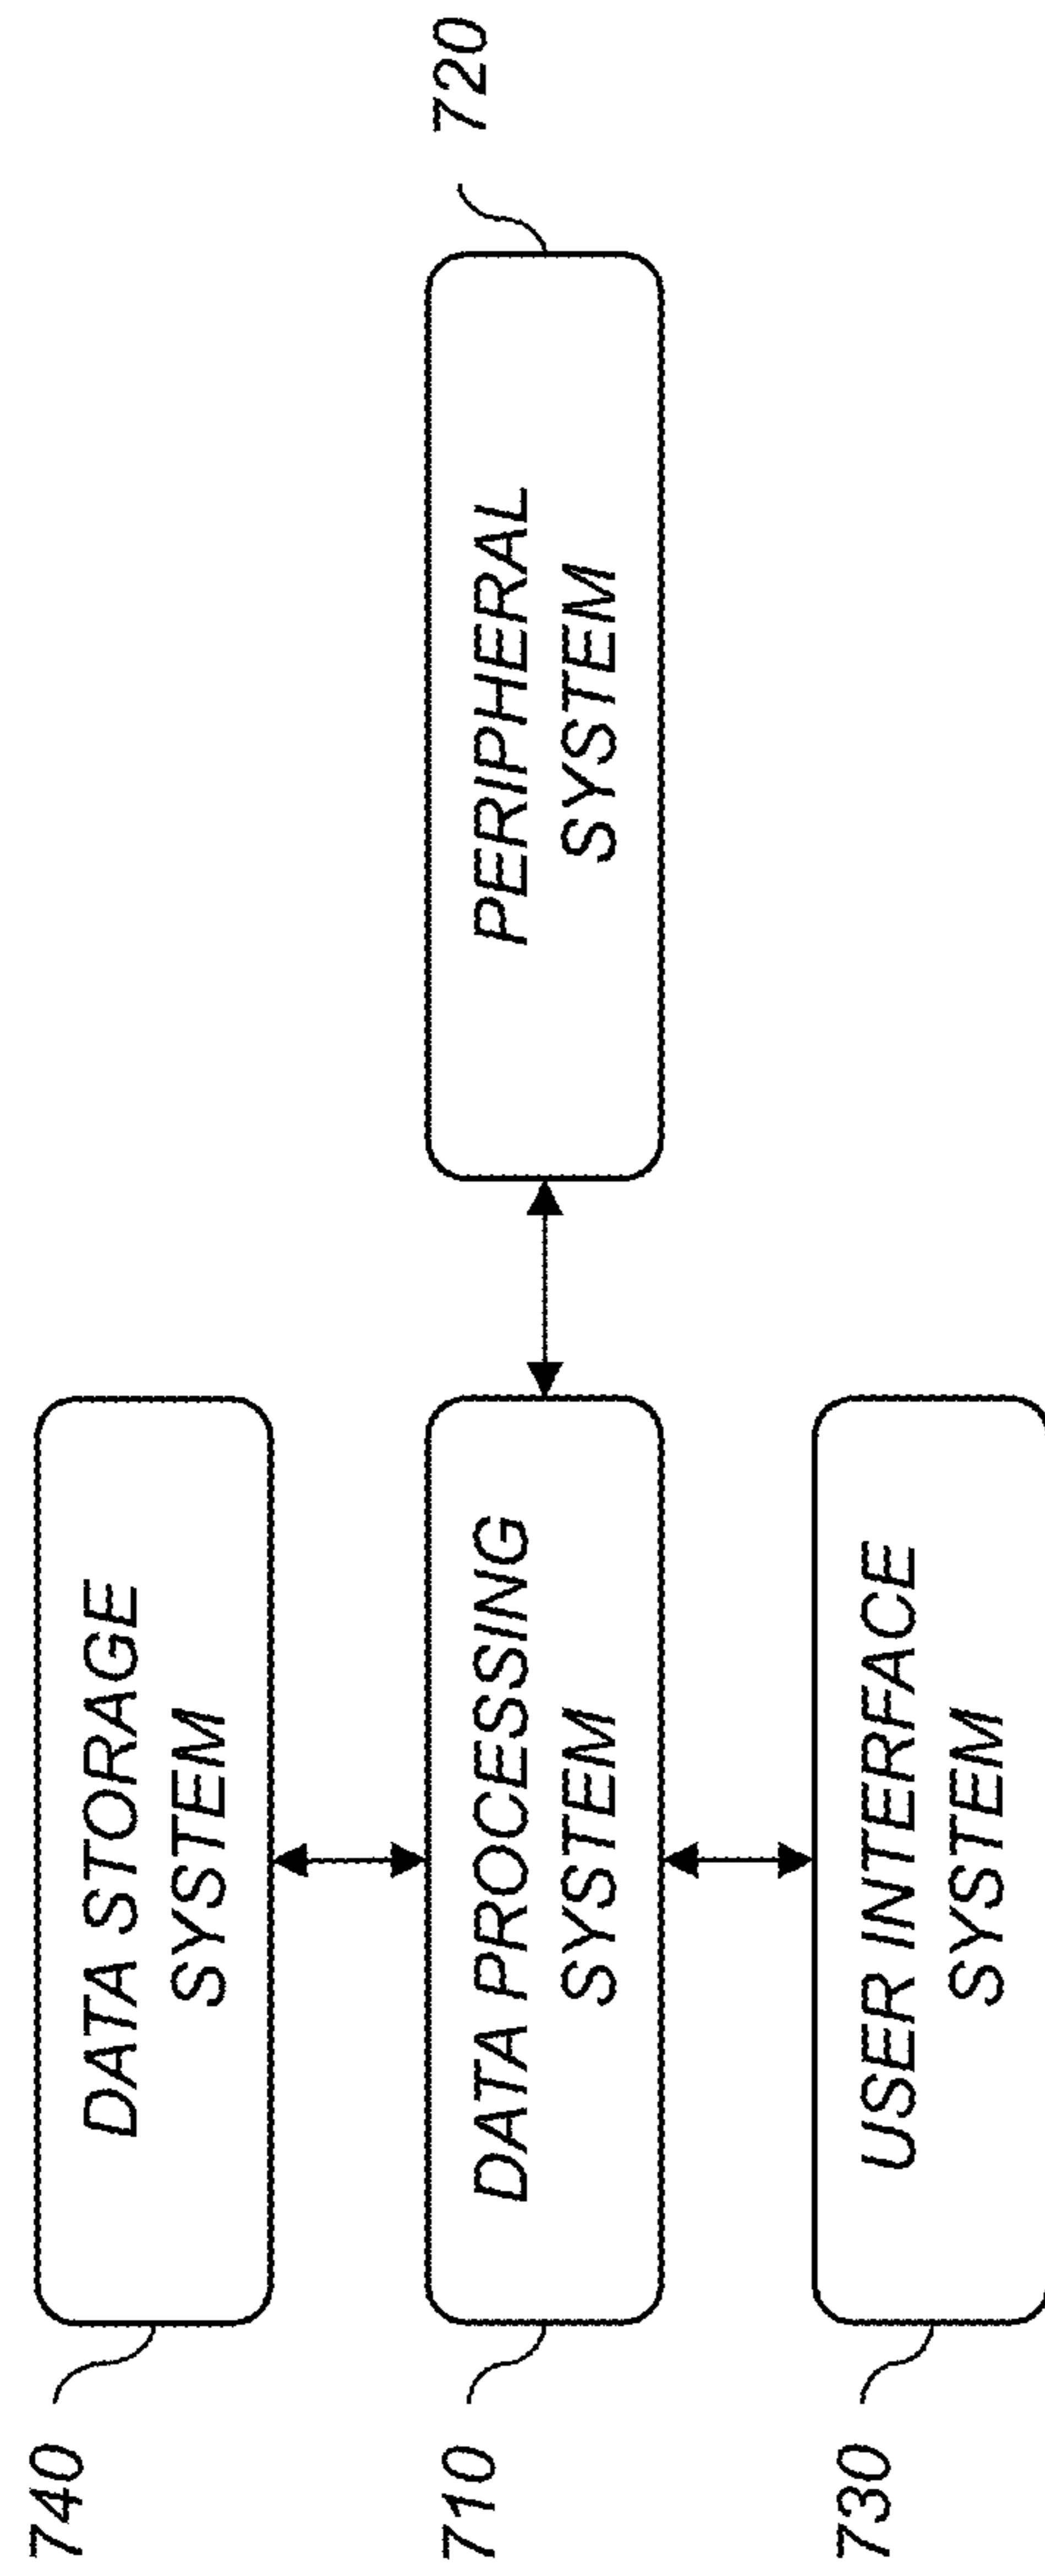 740
DATA STORAGE
SYSTEM
710
DATA PROCESSING
SYSTEM
PERIPHERAL
SYSTEM
720
730
USER INTERFACE
SYSTEM